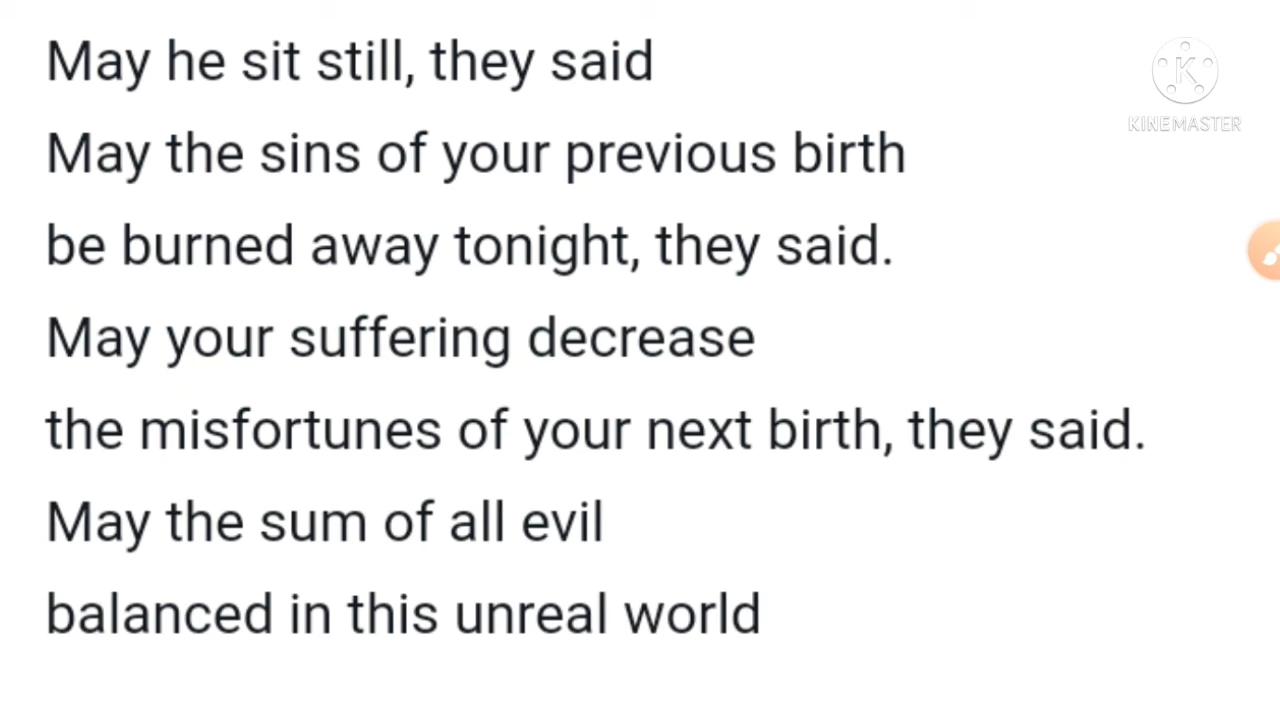 May he sit still, they said
KINEMASTER
May the sins of your previous birth
be burned away tonight, they said.
May your suffering decrease
the misfortunes of your next birth, they said.
May the sum of all evil
balanced in this unreal world